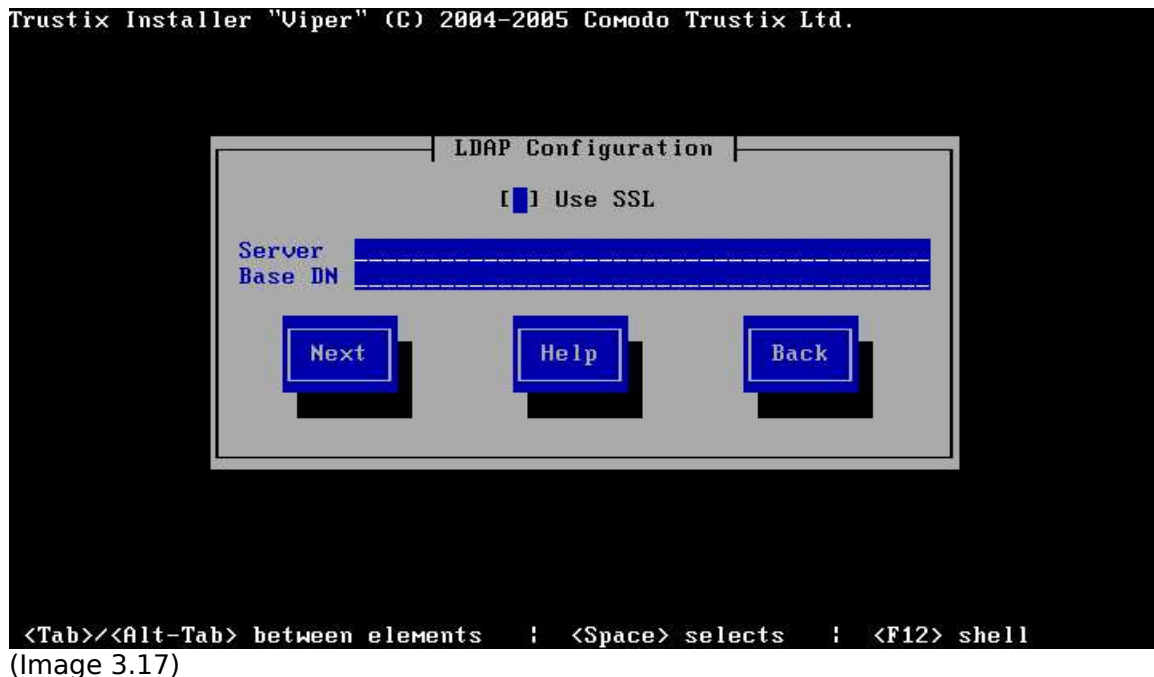 Trustix Installer "Viper" (C) 2004-2005 Comodo Trustix Ltd.
LDAP Configuration
[ ] Use SSL
Server
Base DN
Next Help Back
<Tab>/<Alt-Tab> between elements ¦ <Space> selects ¦ <F12> shell
(Image 3.17)